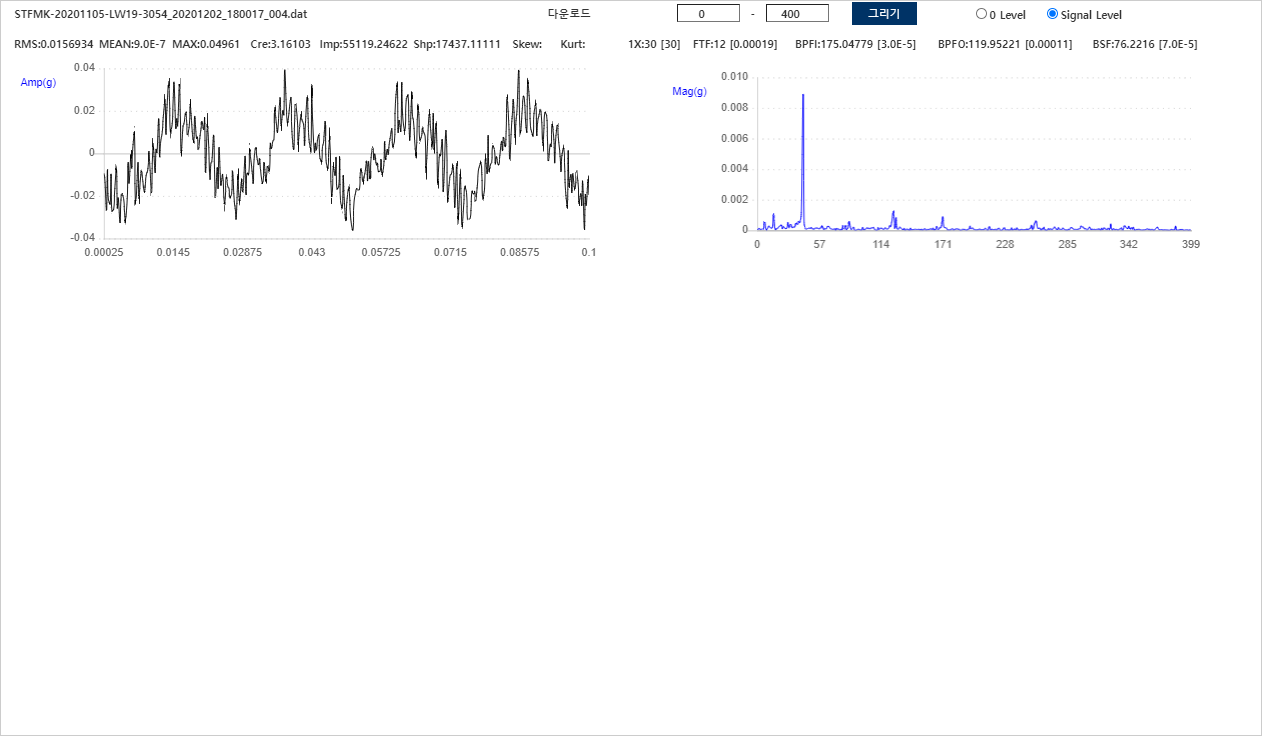 STFMK-20201105-LW19-3054_20201202_180017_004.dat 다운로드 0 - 400 그리기 0 Level Signal Level
RMS:0.0156934 MEAN:9.0E-7 MAX:0.04961 Cre:3.16103 Imp:55119.24622 Shp:17437.11111 Skew: Kurt: 1X:30 [30] FTF:12 [0.00019] BPFI:175.04779 [3.0E-5] BPFO:119.95221 [0.00011] BSF:76.2216 [7.0E-5]
Amp(g)
0.04
0.02
0
-0.02
-0.04
0.00025 0.0145 0.02875 0.043 0.05725 0.0715 0.08575 0.1
Mag(g)
0.010
0.008
0.006
0.004
0.002
0
0 57 114 171 228 285 342 399